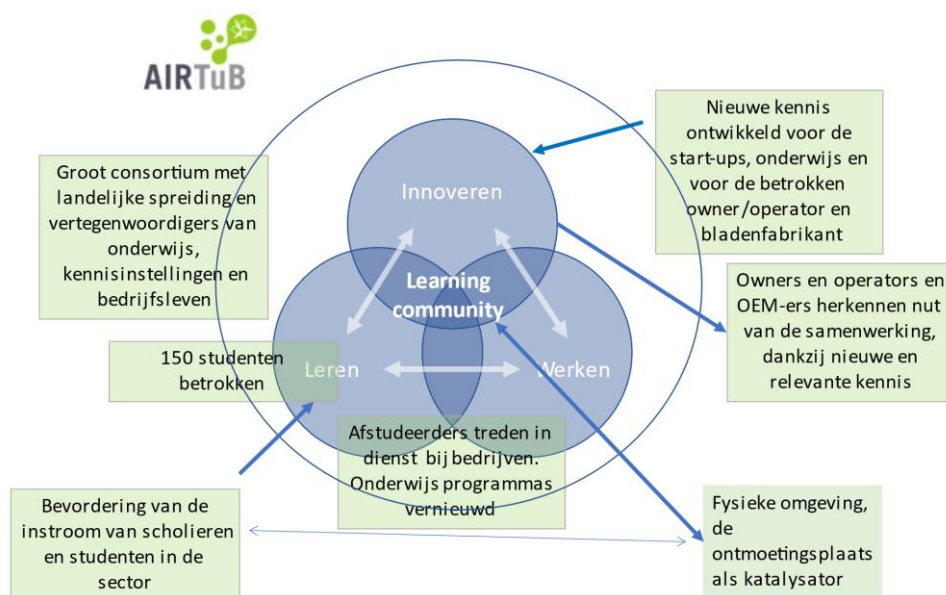 AIRTuB
Nieuwe kennis
ontwikkeld voor de
start-ups, onderwijs en
voor de betrokken
owner/operator en
bladenfabrikant
Groot consortium met
landelijke spreiding en
vertegenwoordigers van
onderwijs,
kennisinstellingen en
bedrijfsleven
Innoveren
Learning
community
Owners en operators en
OEM-ers herkennen nut
van de samenwerking,
dankzij nieuwe en
relevante kennis
150 studenten
betrokken
Leren
Werken
Afstudeerders treden in
dienst bij bedrijven.
Onderwijs programmas
vernieuwd
Bevordering van de
instroom van scholieren
en studenten in de
sector
Fysieke omgeving,
de
ontmoetingsplaats
als katalysator